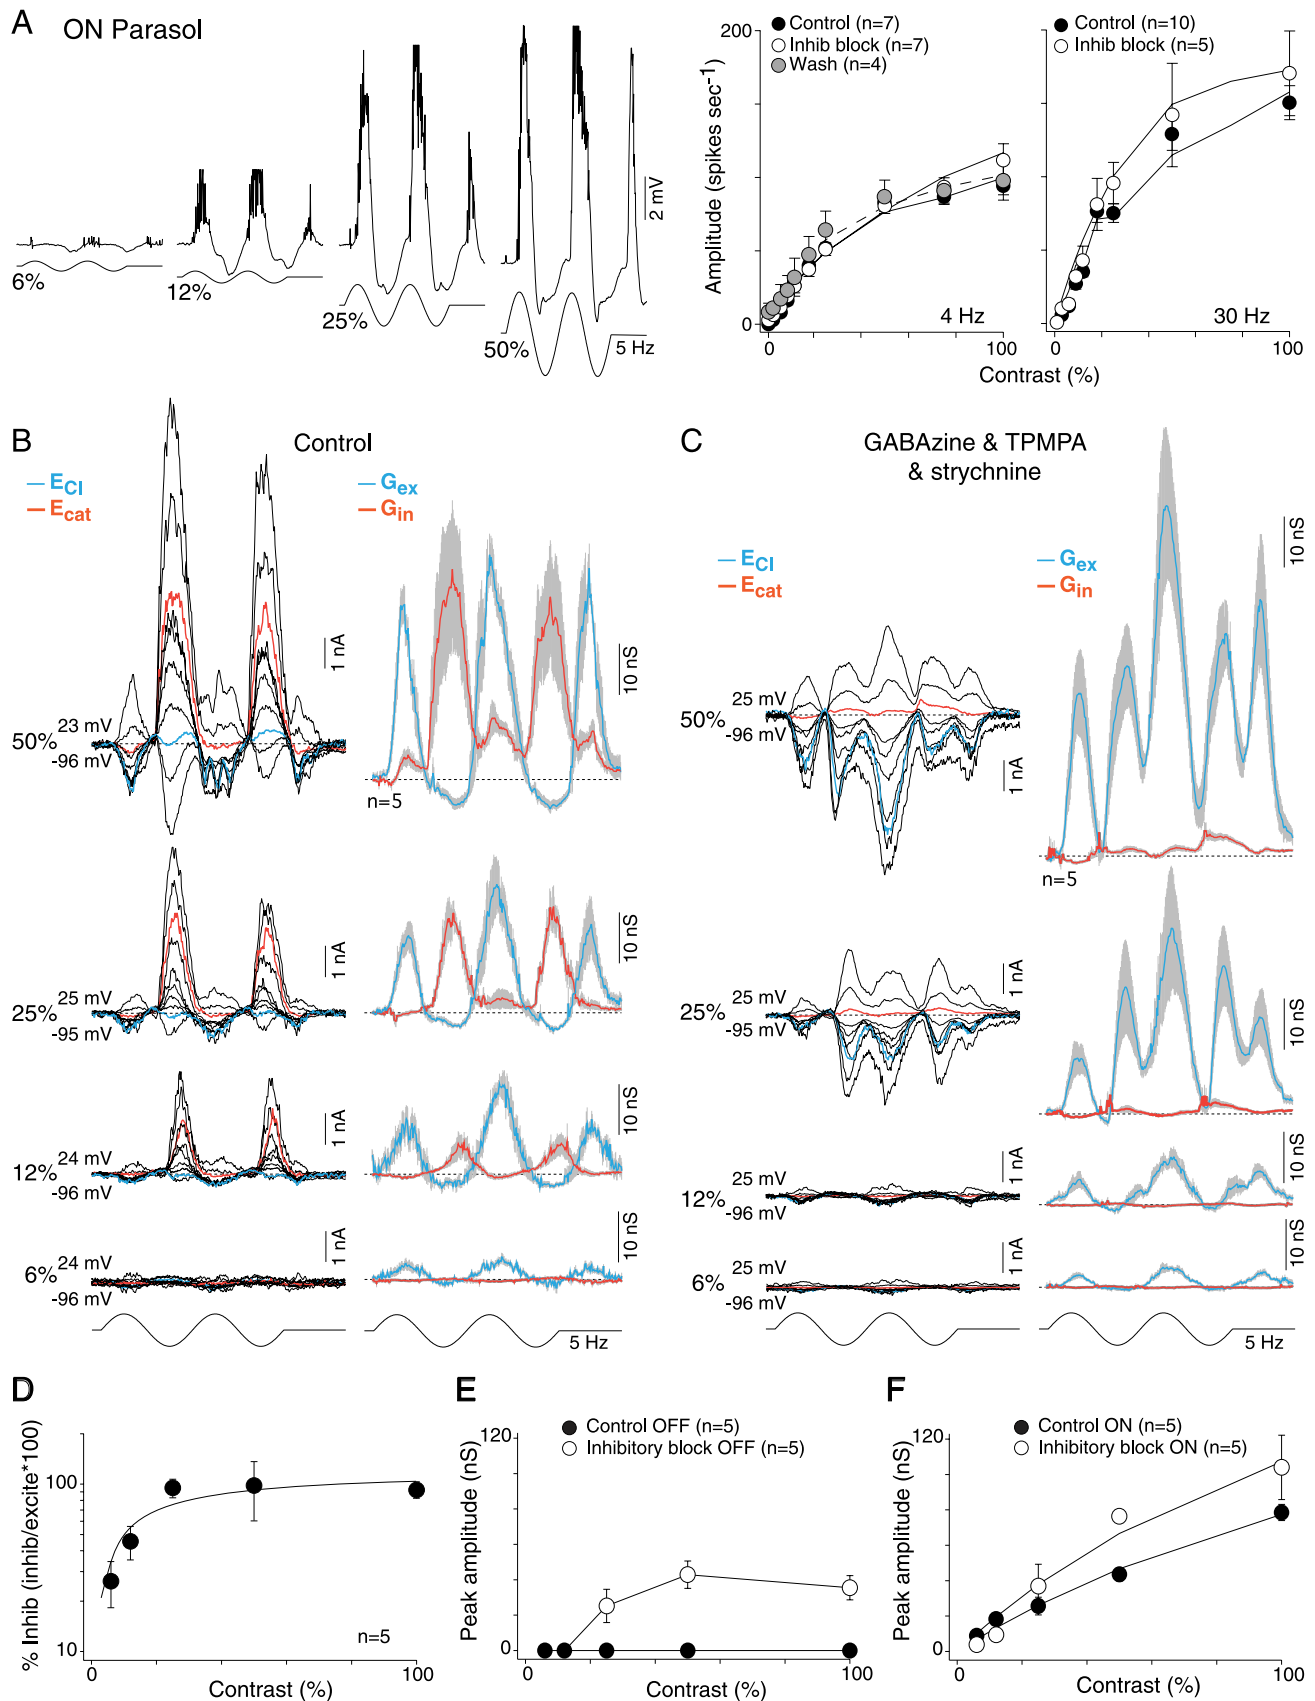 A ON Parasol
6%
12%
25%
50%
5 Hz
2 mV
Control (n=7)
Inhib block (n=7)
Wash (n=4)
200
0
Amplitude (spikes sec-1)
4 Hz
0 100
Control (n=10)
Inhib block (n=5)
30 Hz
0 100
Contrast (%)
B Control
ECl
Ecat
Gex
Gin
1 nA
10 nS
23 mV
50%
-96 mV
n=5
1 nA
10 nS
25 mV
25%
-95 mV
1 nA
10 nS
24 mV
12%
-96 mV
1 nA
10 nS
24 mV
6%
-96 mV
5 Hz
C GABAzine & TPMPA
& strychnine
ECl
Ecat
Gex
Gin
10 nS
25 mV
50%
-96 mV
1 nA
n=5
1 nA
10 nS
25 mV
25%
-95 mV
1 nA
10 nS
25 mV
12%
-96 mV
1 nA
10 nS
25 mV
6%
-96 mV
5 Hz
D
% Inhib (inhib/excite*100)
100
10
n=5
0 100
Contrast (%)
E
Control OFF (n=5)
Inhibitory block OFF (n=5)
Peak amplitude (nS)
120
0
0 100
Contrast (%)
F
Control ON (n=5)
Inhibitory block ON (n=5)
Peak amplitude (nS)
120
0
0 100
Contrast (%)